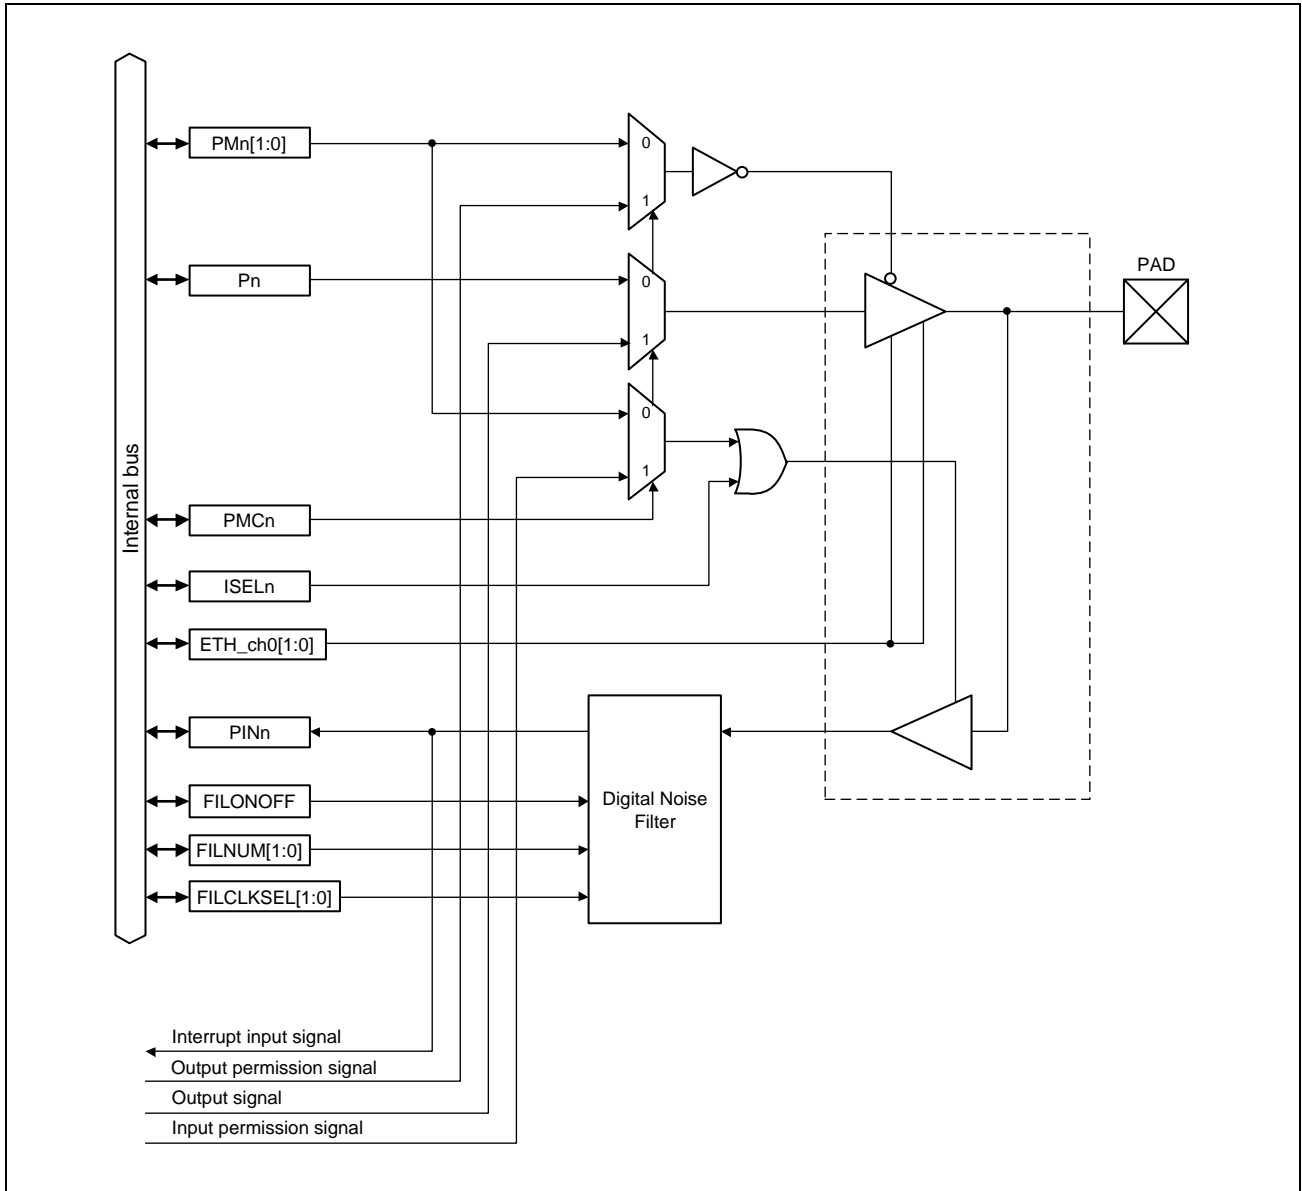 PMn[1:0]
0
1
Pn
0
1
PAD
0
1
Internal bus
PMCn
ISELn
ETH_ch0[1:0]
PINn
FILONOFF
FILNUM[1:0]
FILCLKSEL[1:0]
Digital Noise
Filter
Interrupt input signal
Output permission signal
Output signal
Input permission signal